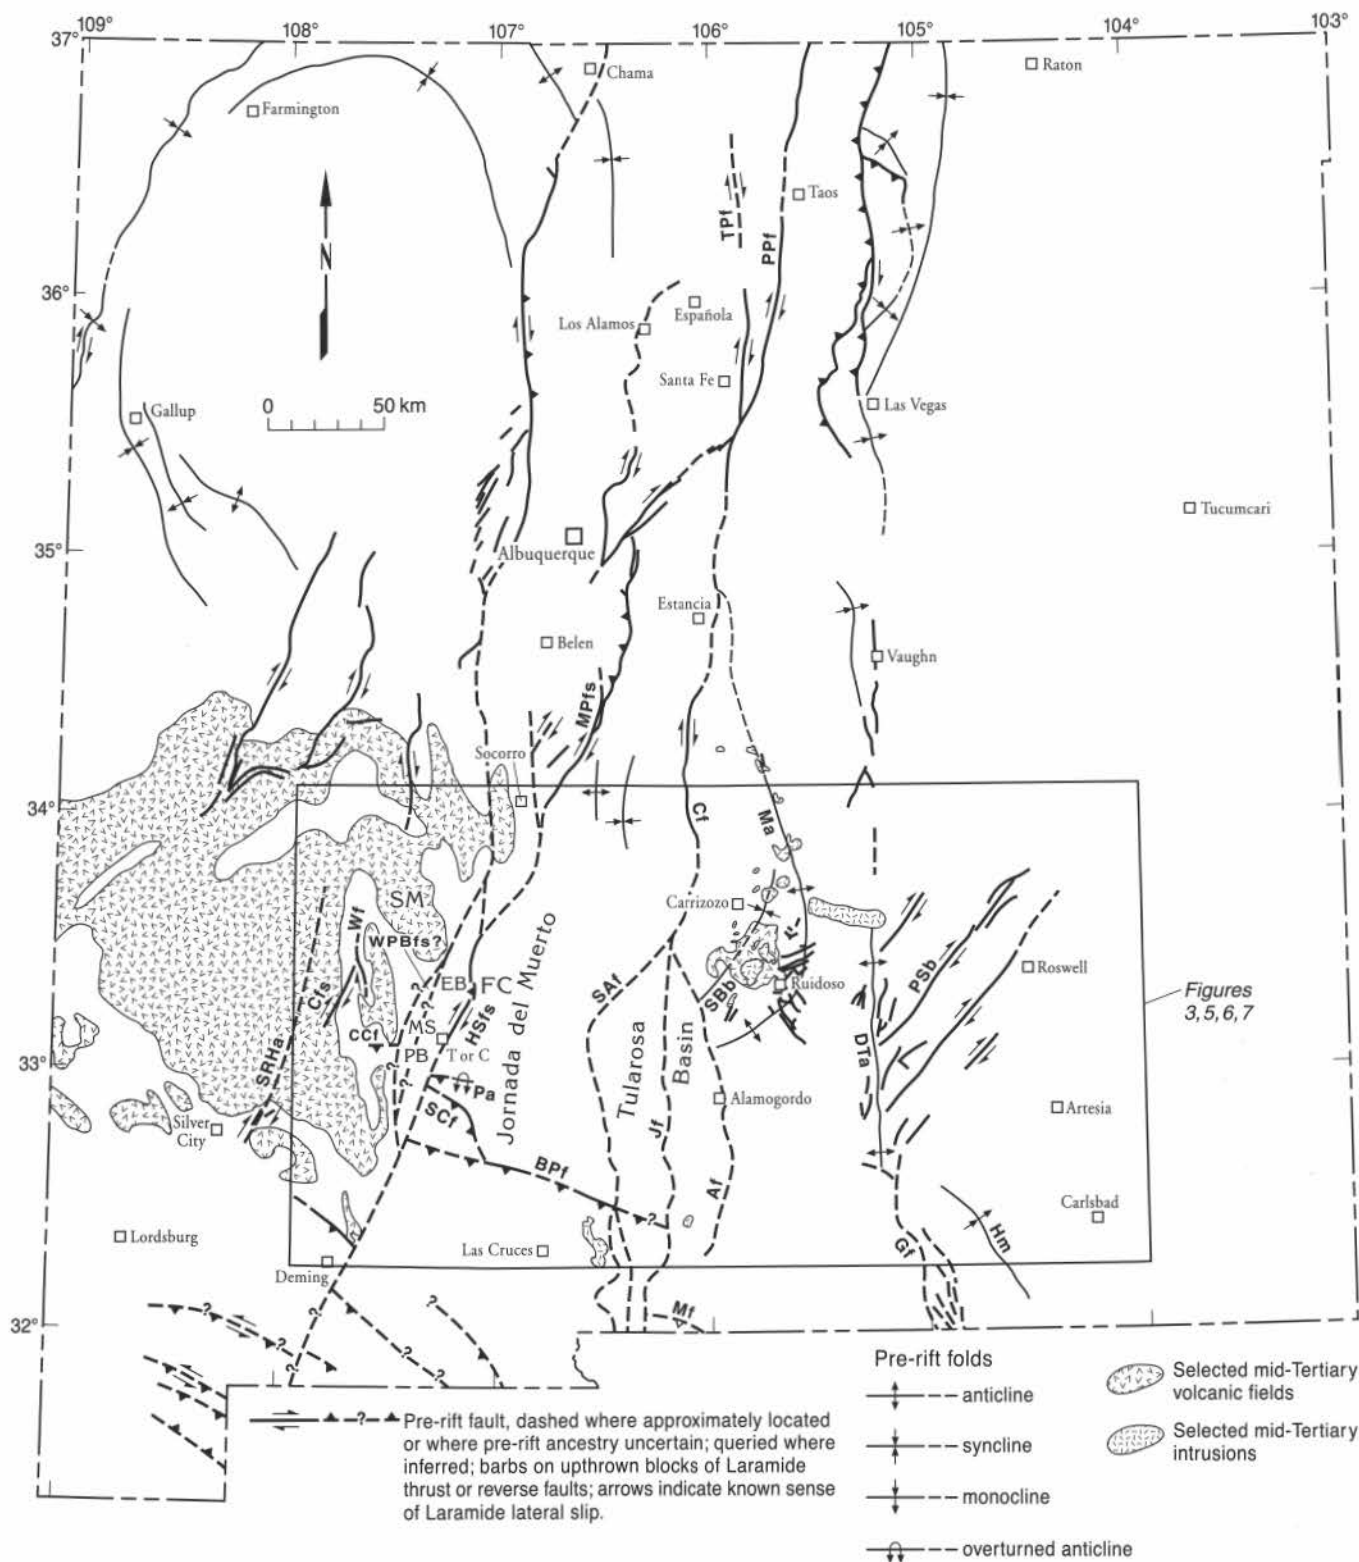 109°
108°
107°
106°
105°
104°
103°
37°
Chama
Raton
Farmington
Taos
TPf
PPf
N
36°
Los Alamos
Española
Santa Fe
0 50 km
Gallup
Las Vegas
Tucumcari
35°
Albuquerque
Estancia
Belen
Vaughn
MPfs
Socorro
34°
Cf
Ma
SM
Wf
Carrizozo
WPBfs?
Cfs
EB
FC
Jornada del Muerto
SAf
SBb
Ruidoso
PSb
Roswell
Figures
3,5,6,7
MS
HSfs
CCf
PB
T or C
33°
SRHa
Pa
SCf
Tularosa
Basin
DTa
Jf
Alamogordo
Artesia
Silver
City
BPf
Af
Carlsbad
Lordsburg
Las Cruces
Hm
Gf
Deming
32°
Mf
?
Pre-rift folds
anticline
syncline
monocline
overturned anticline
Selected mid-Tertiary
volcanic fields
Selected mid-Tertiary
intrusions
? Pre-rift fault, dashed where approximately located
or where pre-rift ancestry uncertain; queried where
inferred; barbs on upthrown blocks of Laramide
thrust or reverse faults; arrows indicate known sense
of Laramide lateral slip.